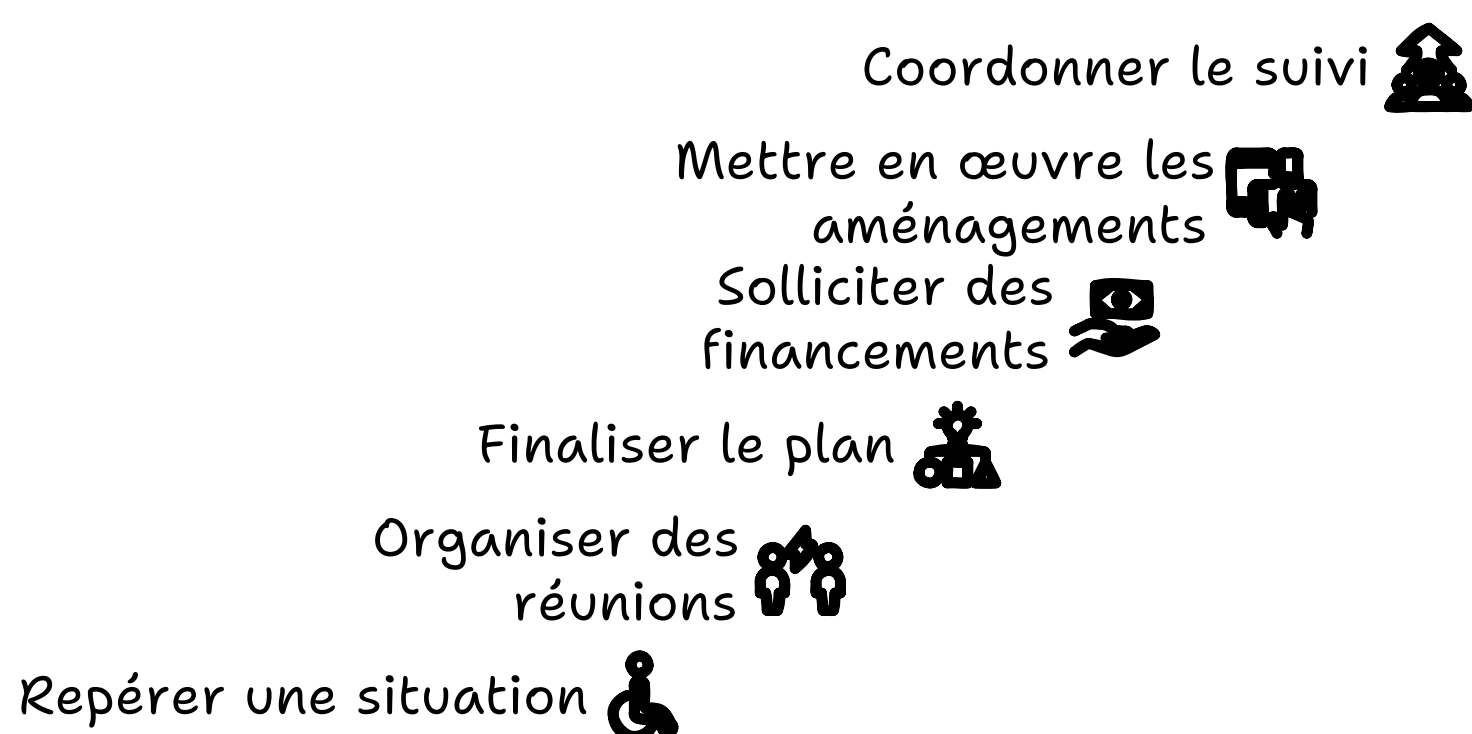 Coordonner le suivi
Mettre en œuvre les
aménagements
Solliciter des
financements
Finaliser le plan
Organiser des
réunions
Repérer une situation